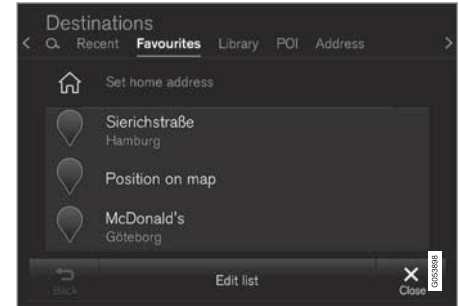 Destinations
Recent Favourites Library POI Address
Set home address
Sierichstraße
Hamburg
Position on map
McDonald's
Göteborg
Back Edit list Close
G053898